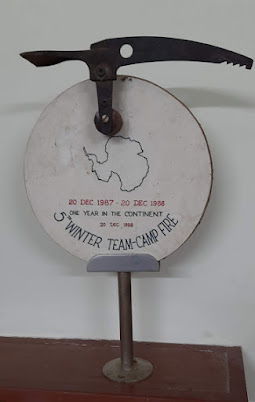 20 DEC 1987 - 20 DEC 1988
ONE YEAR IN THE CONTINENT
20 DEC 1988
5TH WINTER TEAM-CAMP FIRE